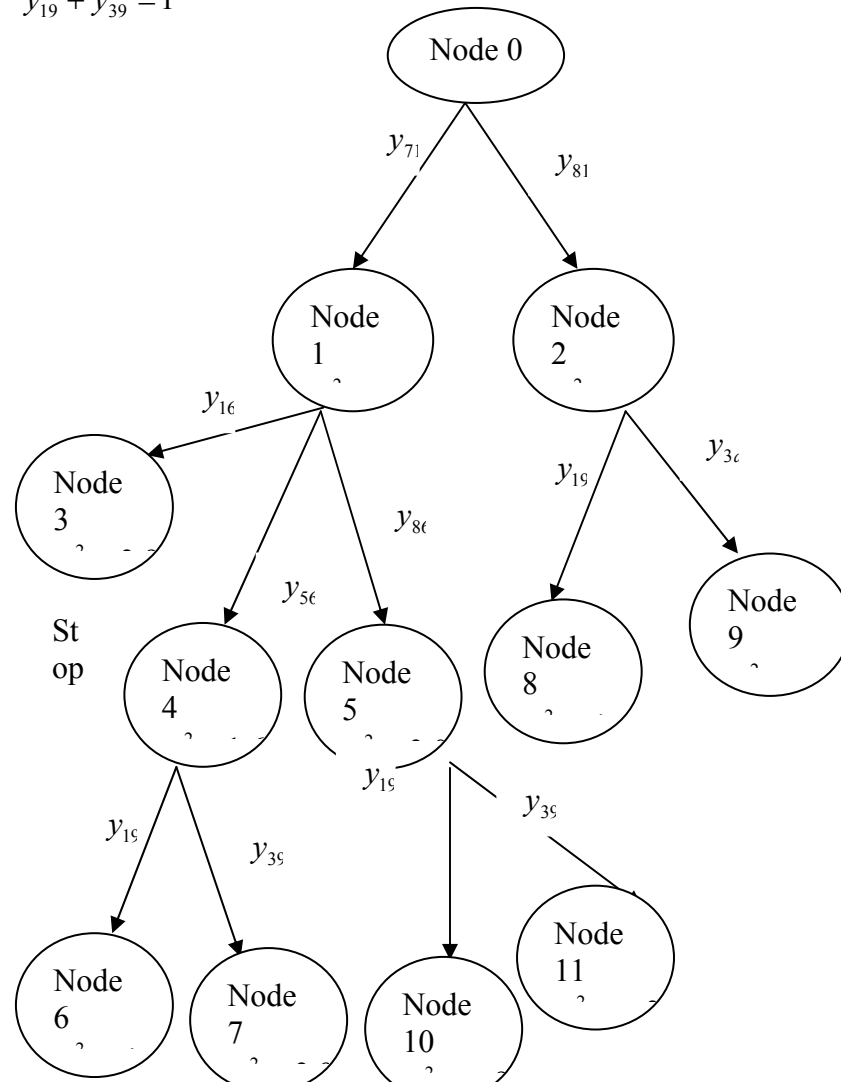 y₁₉ + y₃₉ = 1
Node 0
y₇₁
y₈₁
Node
1
Node
2
y₁₆
y₁₉
Node
3
y₈₆
y₅₆
Node
9
St
op
Node
4
Node
5
Node
8
y₁₉
y₃₉
y₁₉
y₃₉
Node
11
Node
6
Node
7
Node
10